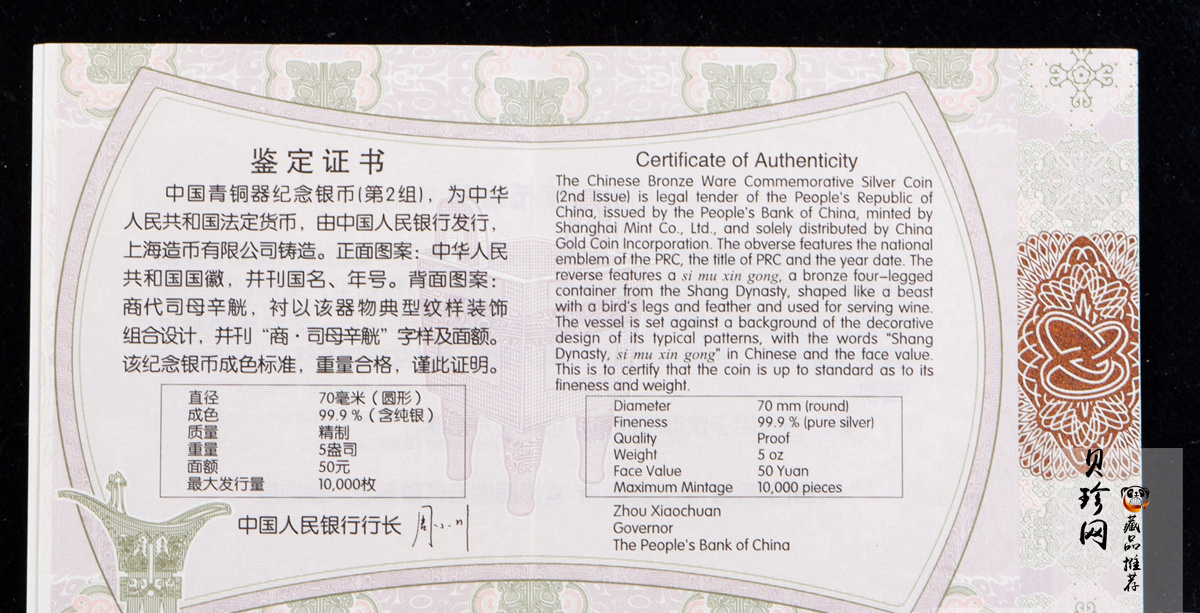 鉴定证书
中国青铜器纪念银币(第2组)，为中华
人民共和国法定货币，由中国人民银行发行，
上海造币有限公司铸造。正面图案：中华人民
共和国国徽，并刊国名、年号。背面图案：
商代司母辛觥，衬以该器物典型纹样装饰
组合设计，并刊“商·司母辛觥”字样及面额。
该纪念银币成色标准，重量合格，谨此证明。
直径 70毫米（圆形）
成色 99.9%（含纯银）
质量 精制
重量 5盎司
面额 50元
最大发行量 10,000枚
中国人民银行行长
Certificate of Authenticity
The Chinese Bronze Ware Commemorative Silver Coin
(2nd Issue) is legal tender of the People's Republic of
China, issued by the People's Bank of China, minted by
Shanghai Mint Co., Ltd., and solely distributed by China
Gold Coin Incorporation. The obverse features the national
emblem of the PRC, the title of PRC and the year date. The
reverse features a si mu xin gong, a bronze four-legged
container from the Shang Dynasty, shaped like a beast
with a bird's legs and feather and used for serving wine.
The vessel is set against a background of the decorative
design of its typical patterns, with the words "Shang
Dynasty, si mu xin gong" in Chinese and the face value.
This is to certify that the coin is up to standard as to its
fineness and weight.
Diameter 70 mm (round)
Fineness 99.9 % (pure silver)
Quality Proof
Weight 5 oz
Face Value 50 Yuan
Maximum Mintage 10,000 pieces
Zhou Xiaochuan
Governor
The People's Bank of China
贝珍网
藏品推荐